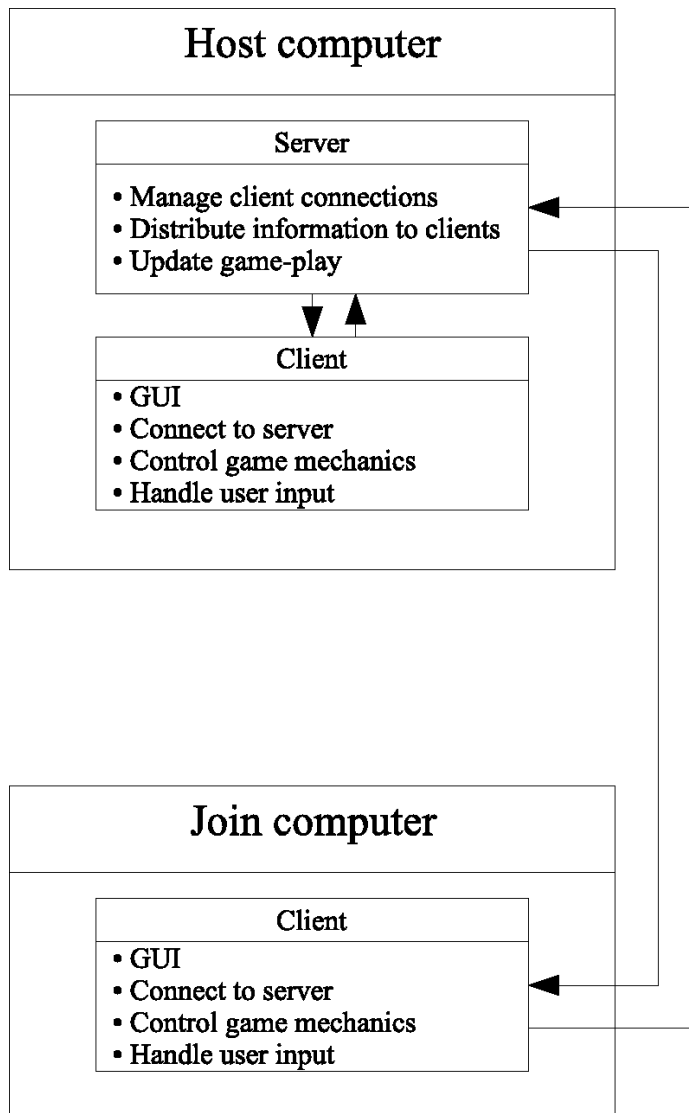 Host computer
Server
• Manage client connections
• Distribute information to clients
• Update game-play
Client
• GUI
• Connect to server
• Control game mechanics
• Handle user input
Join computer
Client
• GUI
• Connect to server
• Control game mechanics
• Handle user input